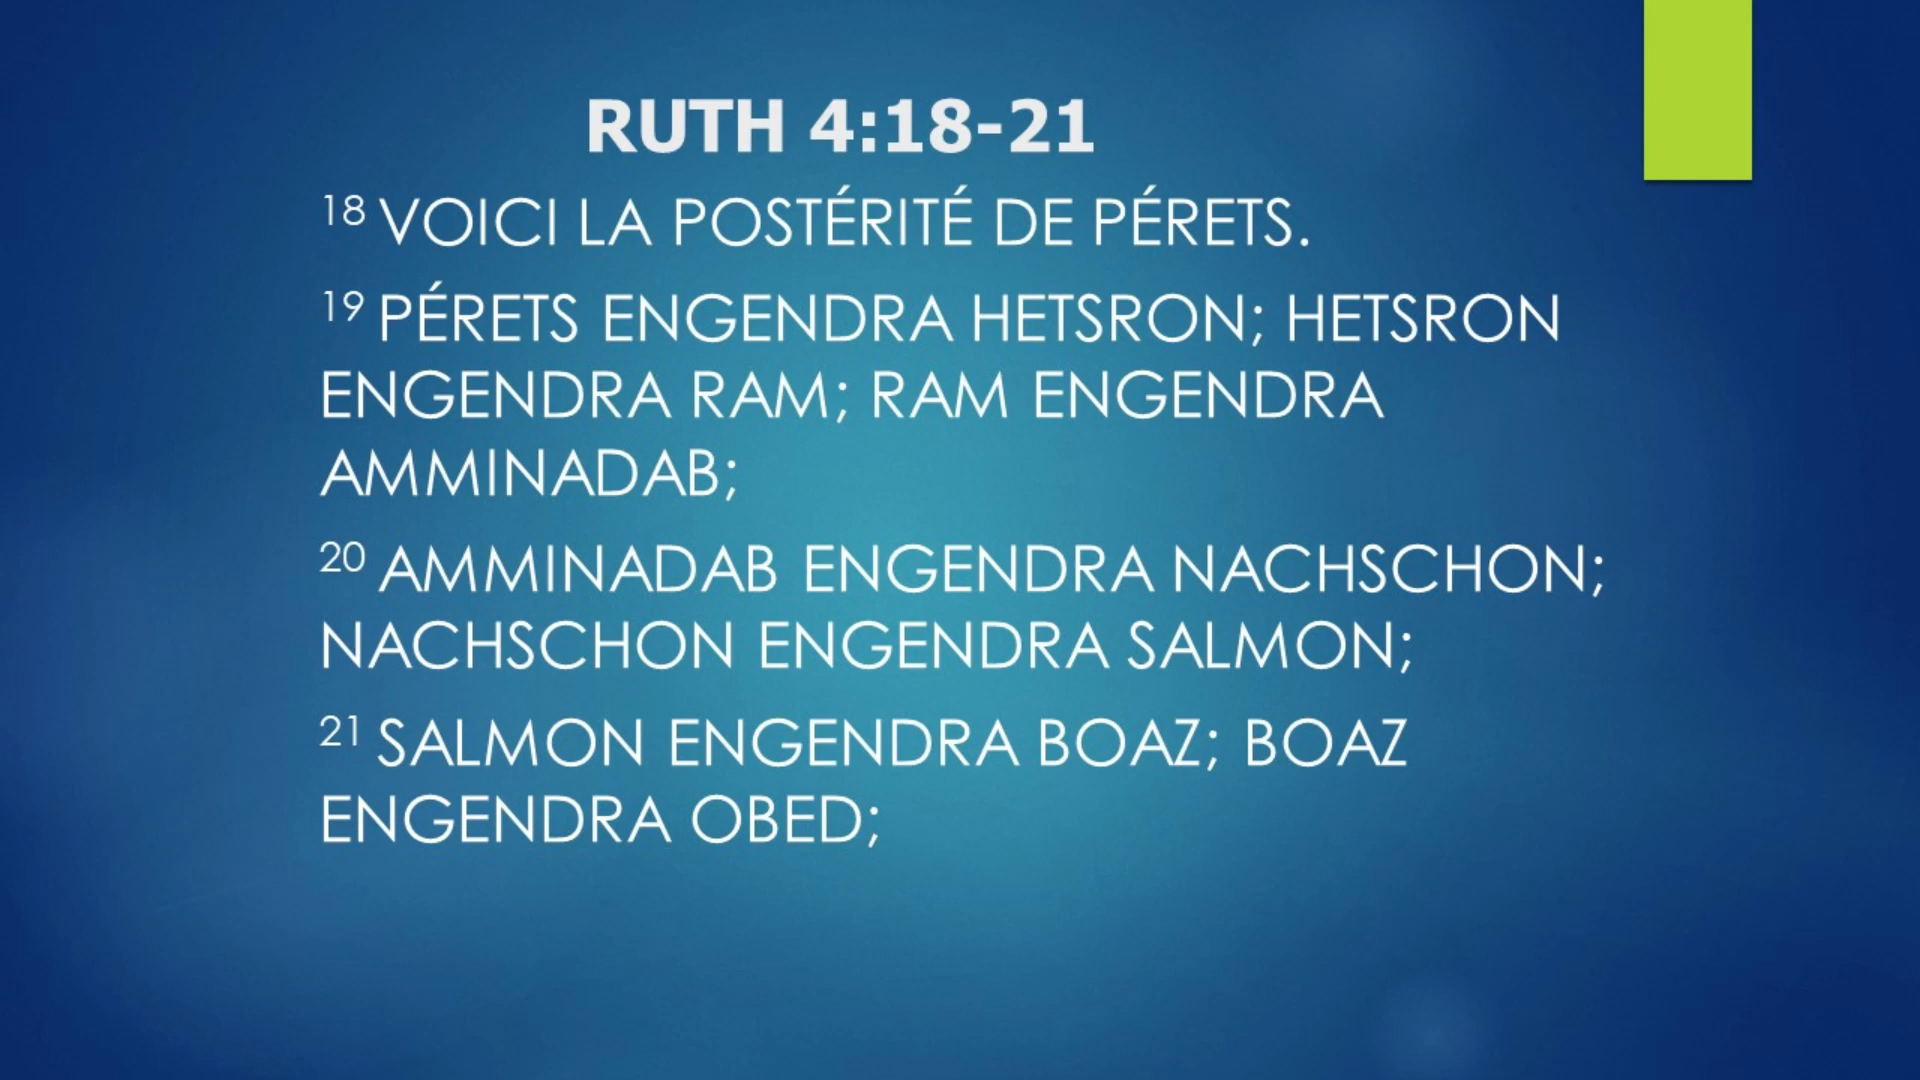 RUTH 4:18-21
18 VOICI LA POSTÉRITÉ DE PÉRETS.
19 PÉRETS ENGENDRA HETSRON; HETSRON
ENGENDRA RAM; RAM ENGENDRA
AMMINADAB;
20 AMMINADAB ENGENDRA NACHSCHON;
NACHSCHON ENGENDRA SALMON;
21 SALMON ENGENDRA BOAZ; BOAZ
ENGENDRA OBED;